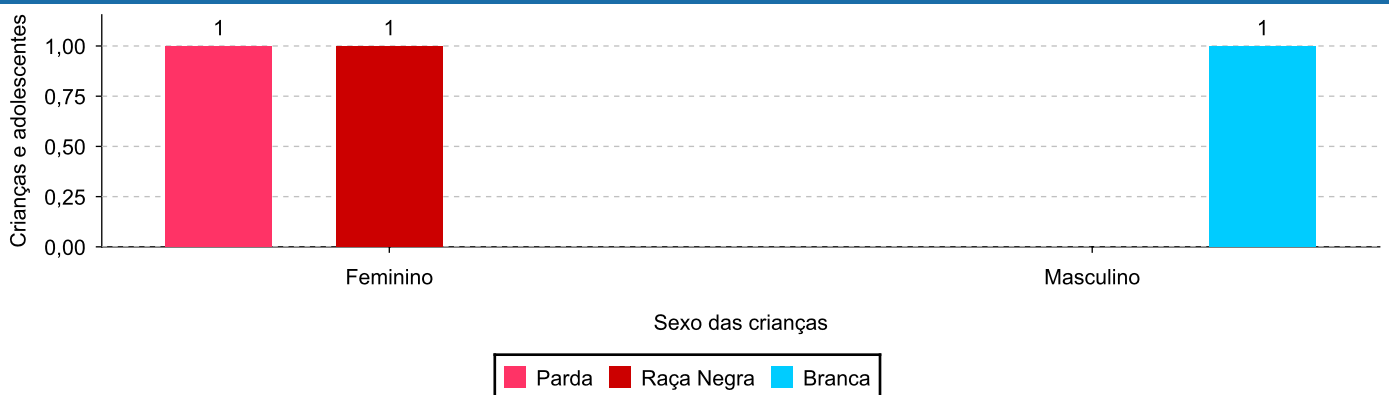 Crianças e adolescentes
1 1 1
1,00
0,75
0,50
0,25
0,00
Feminino Masculino
Sexo das crianças
Parda Raça Negra Branca